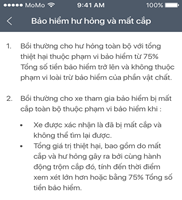 MoMo 9:41 AM 100%
Bảo hiểm hư hỏng và mất cắp
1. Bồi thường cho hư hỏng toàn bộ với tổng
thiệt hại thuộc phạm vi bảo hiểm từ 75%
Tổng số tiền bảo hiểm trở lên và không thuộc
phạm vi loại trừ bảo hiểm của phần vật chất.
2. Bồi thường cho xe tham gia bảo hiểm bị mất
cắp toàn bộ thuộc phạm vi bảo hiểm khi :
• Xe được xác nhận là đã bị mất cắp và
không thể tìm lại được.
• Tổng giá trị thiệt hại, bao gồm do mất
cắp và hư hỏng gây ra bởi cùng hành
động trộm cắp đó, tính đến thời điểm
xem xét lớn hơn hoặc bằng 75% Tổng số
tiền bảo hiểm.